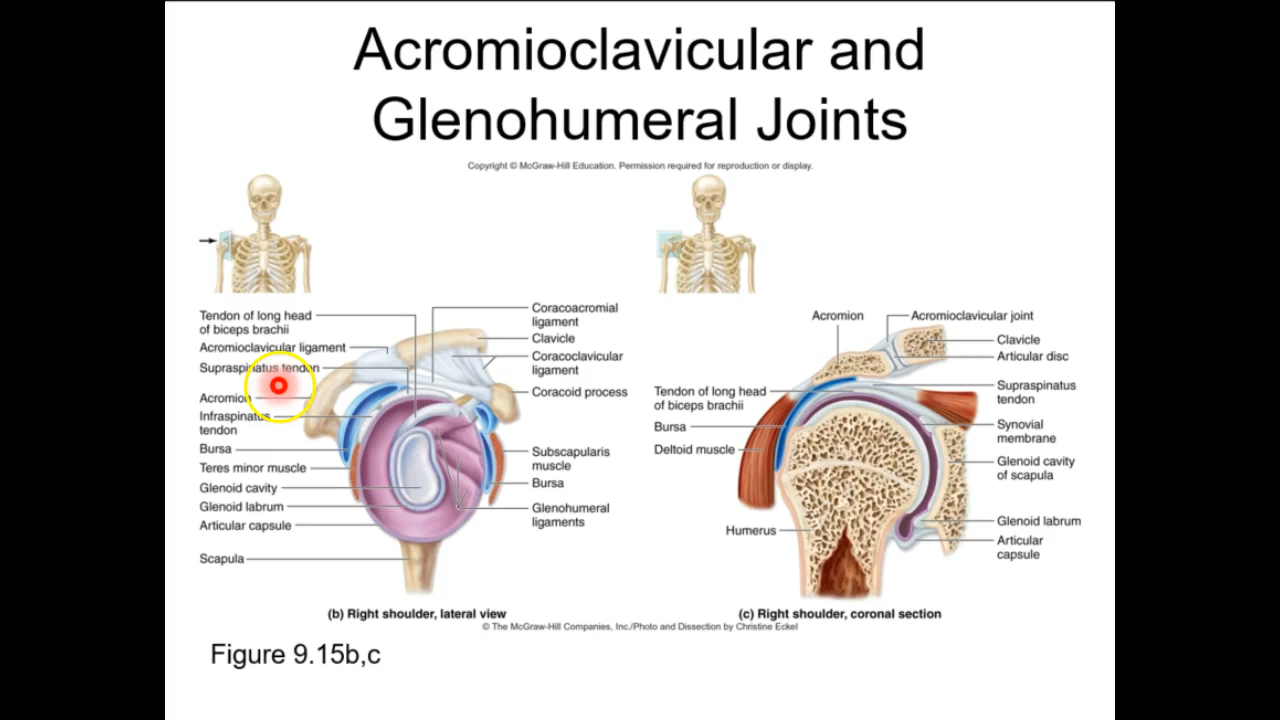 Acromioclavicular and
Glenohumeral Joints
Copyright © McGraw-Hill Education. Permission required for reproduction or display.
Tendon of long head
of biceps brachii
Acromioclavicular ligament
Supraspinatus tendon
Acromion
Infraspinatus
tendon
Bursa
Teres minor muscle
Glenoid cavity
Glenoid labrum
Articular capsule
Scapula
Coracoacromial
ligament
Clavicle
Coracoclavicular
ligament
Coracoid process
Subscapularis
muscle
Bursa
Glenohumeral
ligaments
(b) Right shoulder, lateral view
Acromion
Tendon of long head
of biceps brachii
Bursa
Deltoid muscle
Humerus
Acromioclavicular joint
Clavicle
Articular disc
Supraspinatus
tendon
Synovial
membrane
Glenoid cavity
of scapula
Glenoid labrum
Articular
capsule
(c) Right shoulder, coronal section
© The McGraw-Hill Companies, Inc./Photo and Dissection by Christine Eckel
Figure 9.15b,c